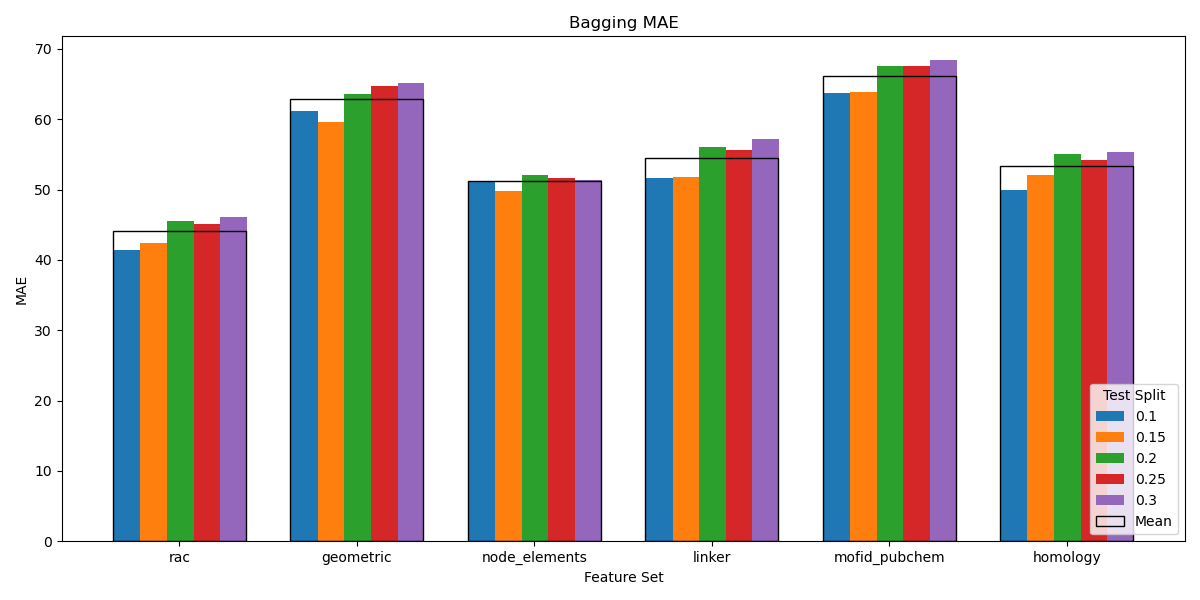 Bagging MAE
MAE
70
60
50
40
30
20
10
0
rac
geometric
node_elements
linker
mofid_pubchem
homology
Feature Set
Test Split
0.1
0.15
0.2
0.25
0.3
Mean